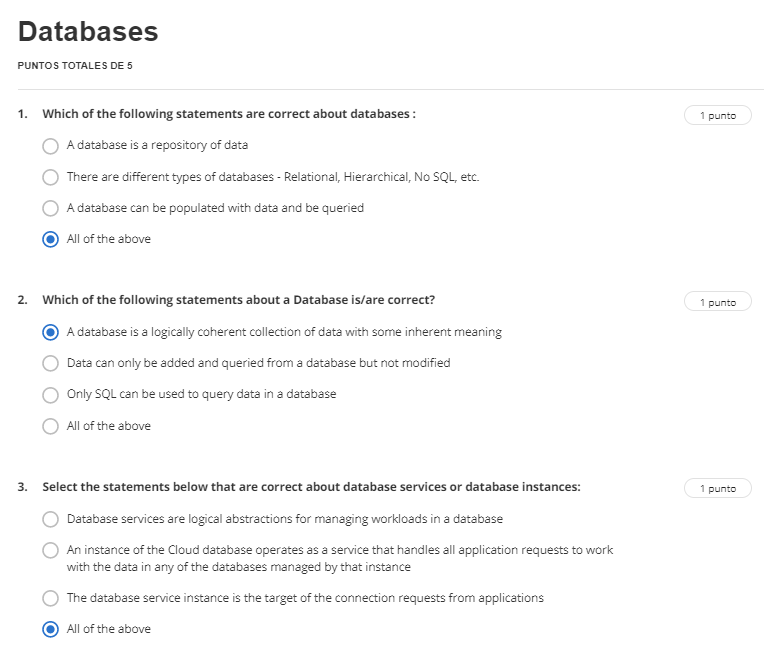 Databases
PUNTOS TOTALES DE 5
1. Which of the following statements are correct about databases :
1 punto
A database is a repository of data
There are different types of databases - Relational, Hierarchical, No SQL, etc.
A database can be populated with data and be queried
All of the above
2. Which of the following statements about a Database is/are correct?
1 punto
A database is a logically coherent collection of data with some inherent meaning
Data can only be added and queried from a database but not modified
Only SQL can be used to query data in a database
All of the above
3. Select the statements below that are correct about database services or database instances:
1 punto
Database services are logical abstractions for managing workloads in a database
An instance of the Cloud database operates as a service that handles all application requests to work
with the data in any of the databases managed by that instance
The database service instance is the target of the connection requests from applications
All of the above